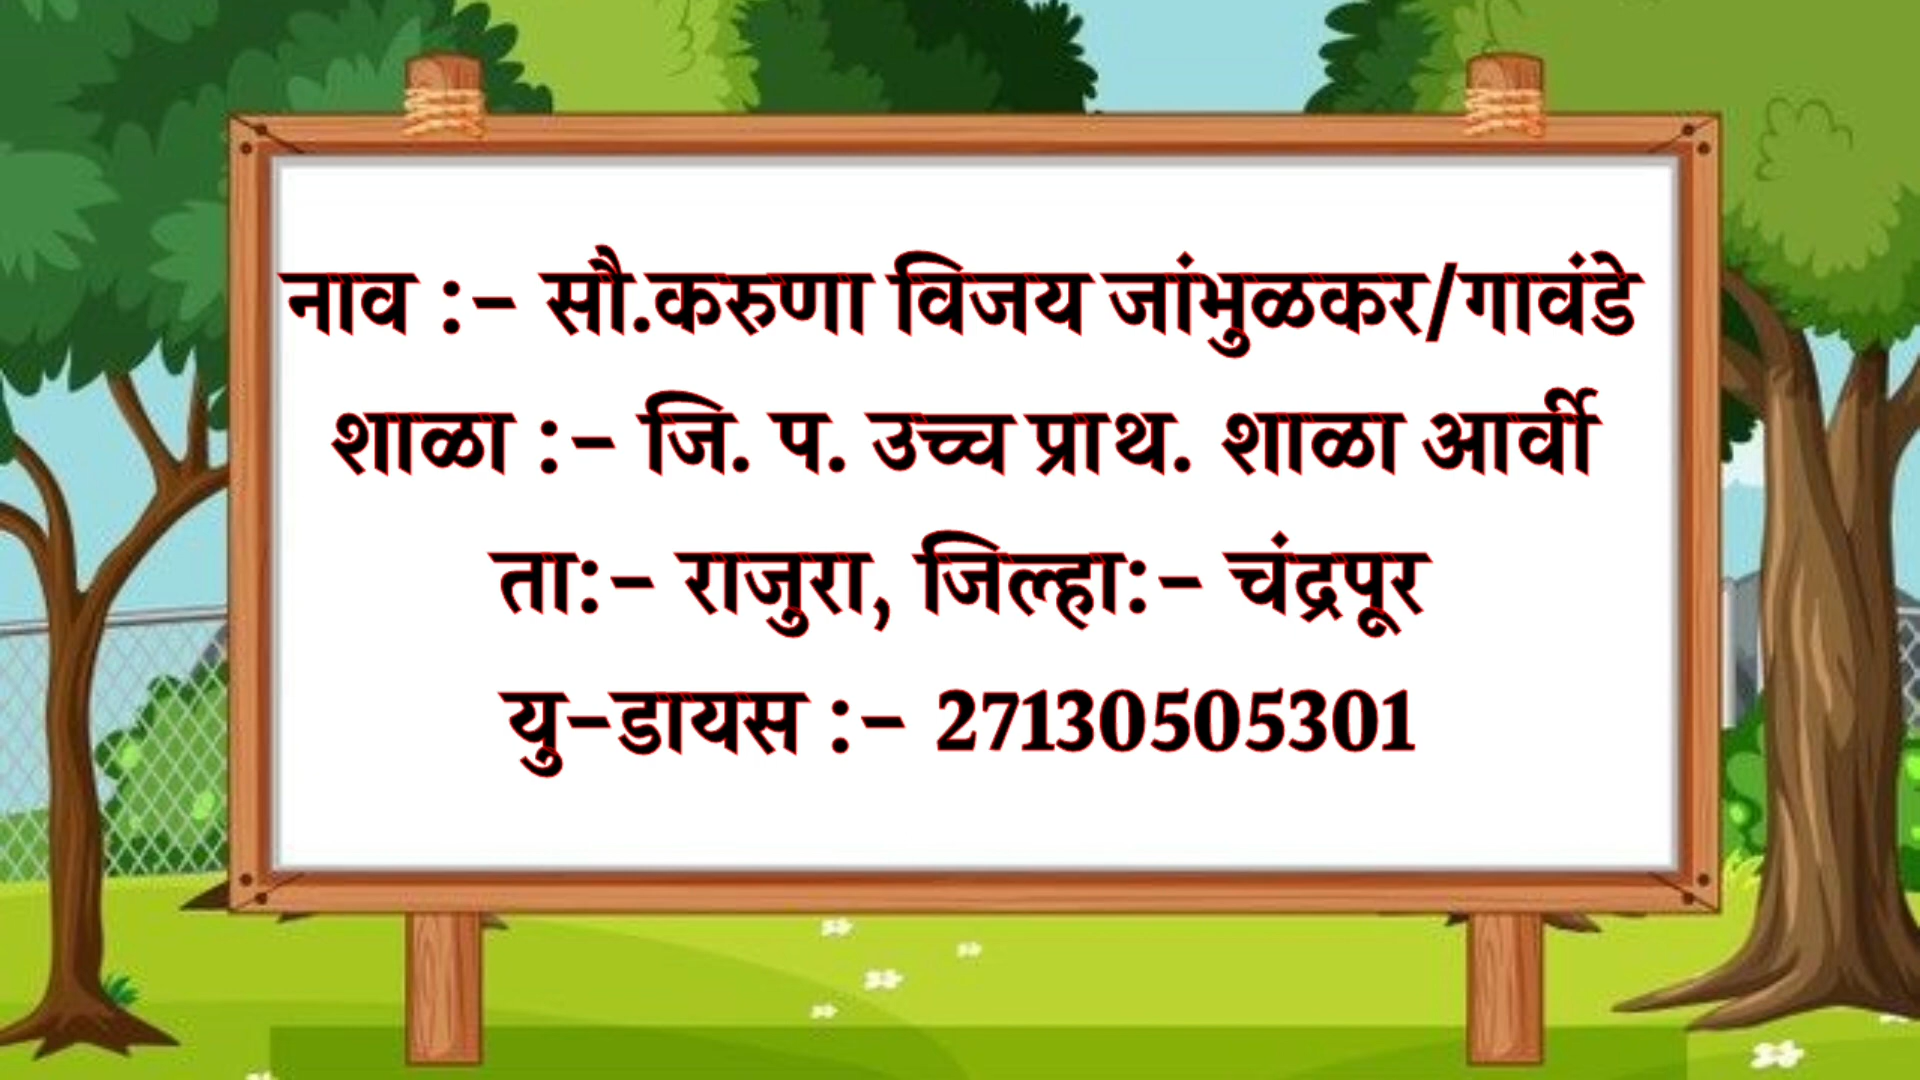 नाव :- सौ.करुणा विजय जांभुळकर/गावंडे
शाळा :- जि. प. उच्च प्राथ. शाळा आर्वी
ता:- राजुरा, जिल्हा:- चंद्रपूर
यु-डायस :- 27130505301